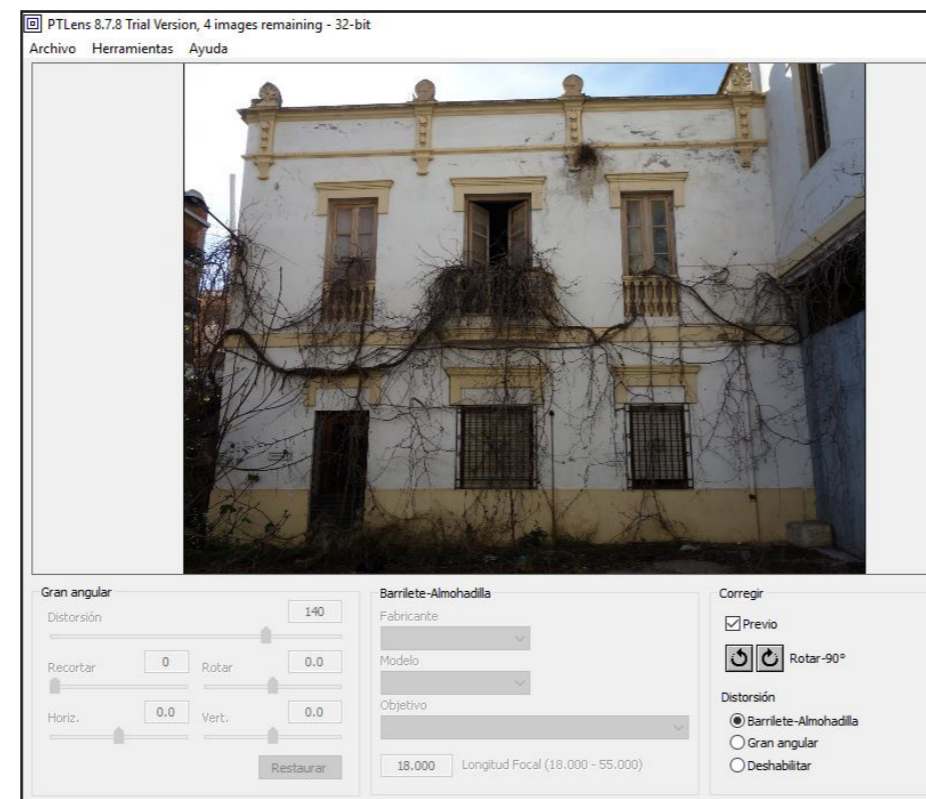 PTLens 8.7.8 Trial Version, 4 images remaining - 32-bit
Archivo Herramientas Ayuda
Gran angular
Distorsión 140
Recortar 0 Rotar 0.0
Horiz. 0.0 Vert. 0.0
Restaurar
Barrilete-Almohadilla
Fabricante
Modelo
Objetivo
18.000 Longitud Focal (18.000 - 55.000)
Corregir
Previo
Rotar-90°
Distorsión
Barrilete-Almohadilla
Gran angular
Deshabilitar